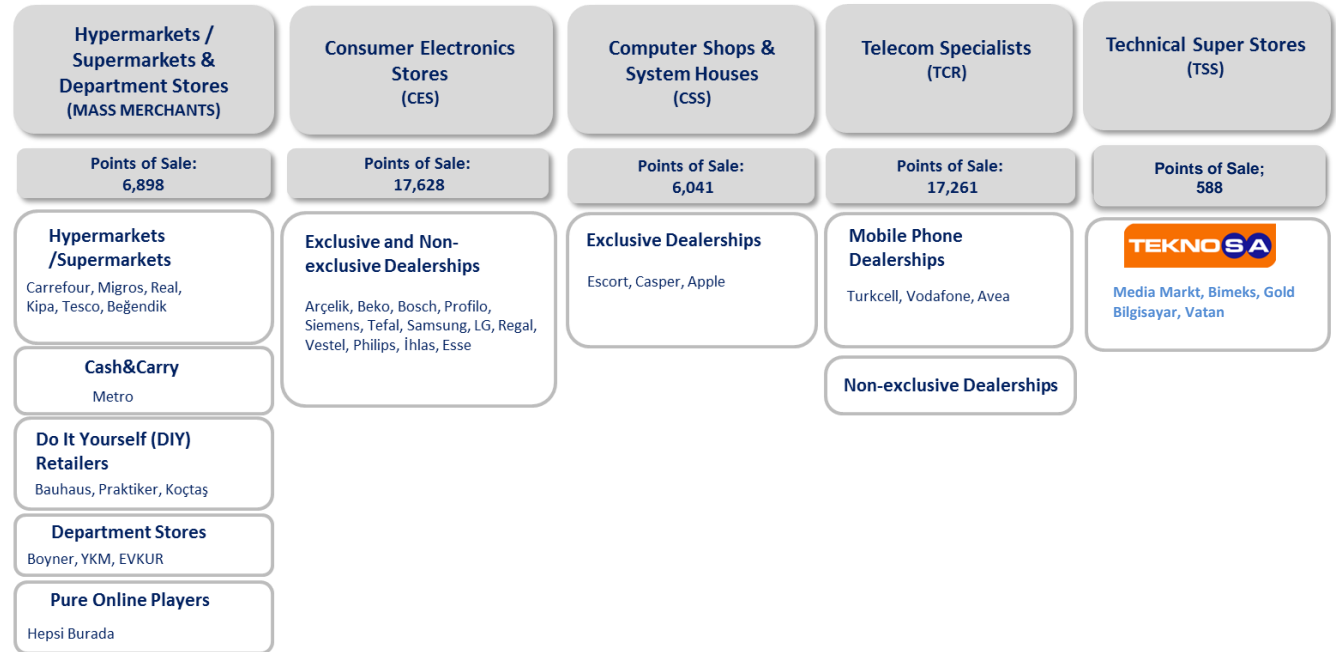 Hypermarkets /
Supermarkets &
Department Stores
(MASS MERCHANTS)
Points of Sale:
6,898
Hypermarkets
/Supermarkets
Carrefour, Migros, Real,
Kipa, Tesco, Beğendik
Cash&Carry
Metro
Do It Yourself (DIY)
Retailers
Bauhaus, Praktiker, Koçtaş
Department Stores
Boyner, YKM, EVKUR
Pure Online Players
Hepsi Burada
Consumer Electronics
Stores
(CES)
Points of Sale:
17,628
Exclusive and Non-
exclusive Dealerships
Arçelik, Beko, Bosch, Profilo,
Siemens, Tefal, Samsung, LG, Regal,
Vestel, Philips, İhlas, Esse
Computer Shops &
System Houses
(CSS)
Points of Sale:
6,041
Exclusive Dealerships
Escort, Casper, Apple
Telecom Specialists
(TCR)
Points of Sale:
17,261
Mobile Phone
Dealerships
Turkcell, Vodafone, Avea
Non-exclusive Dealerships
Technical Super Stores
(TSS)
Points of Sale;
588
TEKNOSA
Media Markt, Bimeks, Gold
Bilgisayar, Vatan